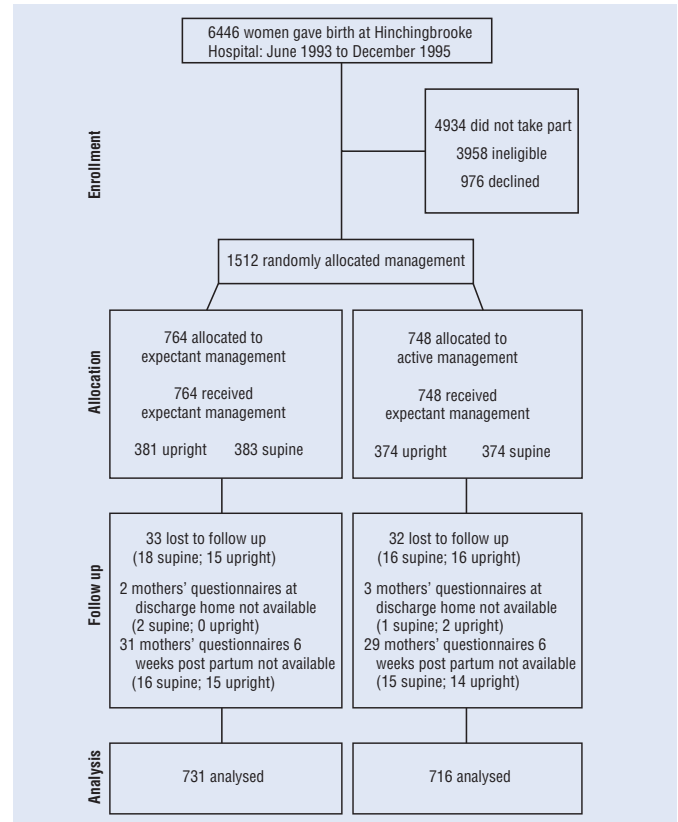 6446 women gave birth at Hinchingbrooke
Hospital: June 1993 to December 1995
Enrollment
4934 did not take part
3958 ineligible
976 declined
1512 randomly allocated management
Allocation
764 allocated to
expectant management
764 received
expectant management
381 upright 383 supine
748 allocated to
active management
748 received
expectant management
374 upright 374 supine
Follow up
33 lost to follow up
(18 supine; 15 upright)
2 mothers’ questionnaires at
discharge home not available
(2 supine; 0 upright)
31 mothers’ questionnaires 6
weeks post partum not available
(16 supine; 15 upright)
32 lost to follow up
(16 supine; 16 upright)
3 mothers’ questionnaires at
discharge home not available
(1 supine; 2 upright)
29 mothers’ questionnaires 6
weeks post partum not available
(15 supine; 14 upright)
Analysis
731 analysed
716 analysed